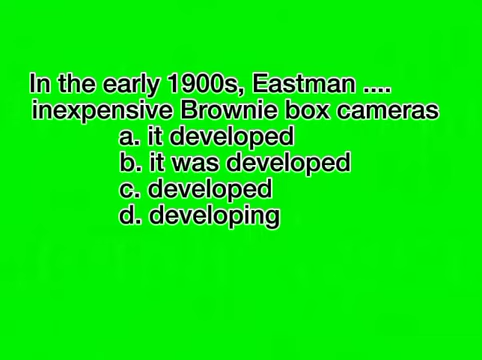 In the early 1900s, Eastman ....
inexpensive Brownie box cameras
a. it developed
b. it was developed
c. developed
d. developing